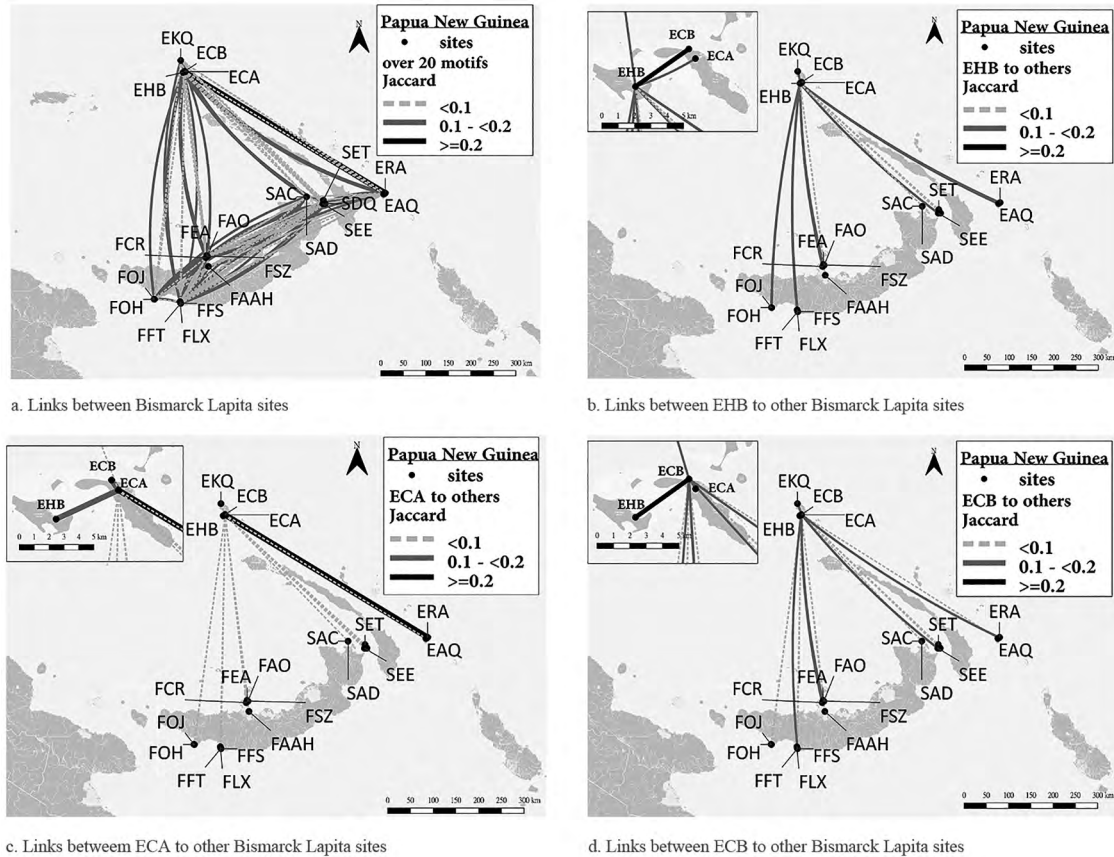 Papua New Guinea
sites
over 20 motifs
Jaccard
<0.1
0.1 - <0.2
>=0.2
N
EKQ
ECB
ECA
EHB
SET
ERA
SAC
SDQ
EAQ
FAO
SEE
FEA
SAD
FCR
FOJ
FSZ
FOH
FAAH
FFS
FFT
FLX
0 50 100 150 200 250 300 km
a. Links between Bismarck Lapita sites
Papua New Guinea
sites
EHB to others
Jaccard
<0.1
0.1 - <0.2
>=0.2
N
ECB
ECA
EHB
0 1 2 3 4 5 km
EKQ
ECB
ECA
EHB
ERA
SET
SAC
EAQ
SEE
FAO
SAD
FCR
FEA
FSZ
FOJ
FAAH
FOH
FFS
FFT
FLX
0 50 100 150 200 250 300 km
b. Links between EHB to other Bismarck Lapita sites
Papua New Guinea
sites
ECA to others
Jaccard
<0.1
0.1 - <0.2
>=0.2
N
ECB
ECA
EHB
0 1 2 3 4 5 km
EKQ
ECB
ECA
EHB
ERA
SET
SAC
EAQ
SEE
FAO
SAD
FEA
FCR
FSZ
FOJ
FAAH
FOH
FFS
FFT
FLX
0 50 100 150 200 250 300 km
c. Links betweem ECA to other Bismarck Lapita sites
Papua New Guinea
sites
ECB to others
Jaccard
<0.1
0.1 - <0.2
>=0.2
N
ECB
ECA
EHB
0 1 2 3 4 5 km
EKQ
ECB
ECA
EHB
ERA
SET
SAC
EAQ
SEE
FAO
SAD
FEA
FCR
FSZ
FOJ
FAAH
FOH
FFS
FFT
FLX
0 50 100 150 200 250 300 km
d. Links between ECB to other Bismarck Lapita sites